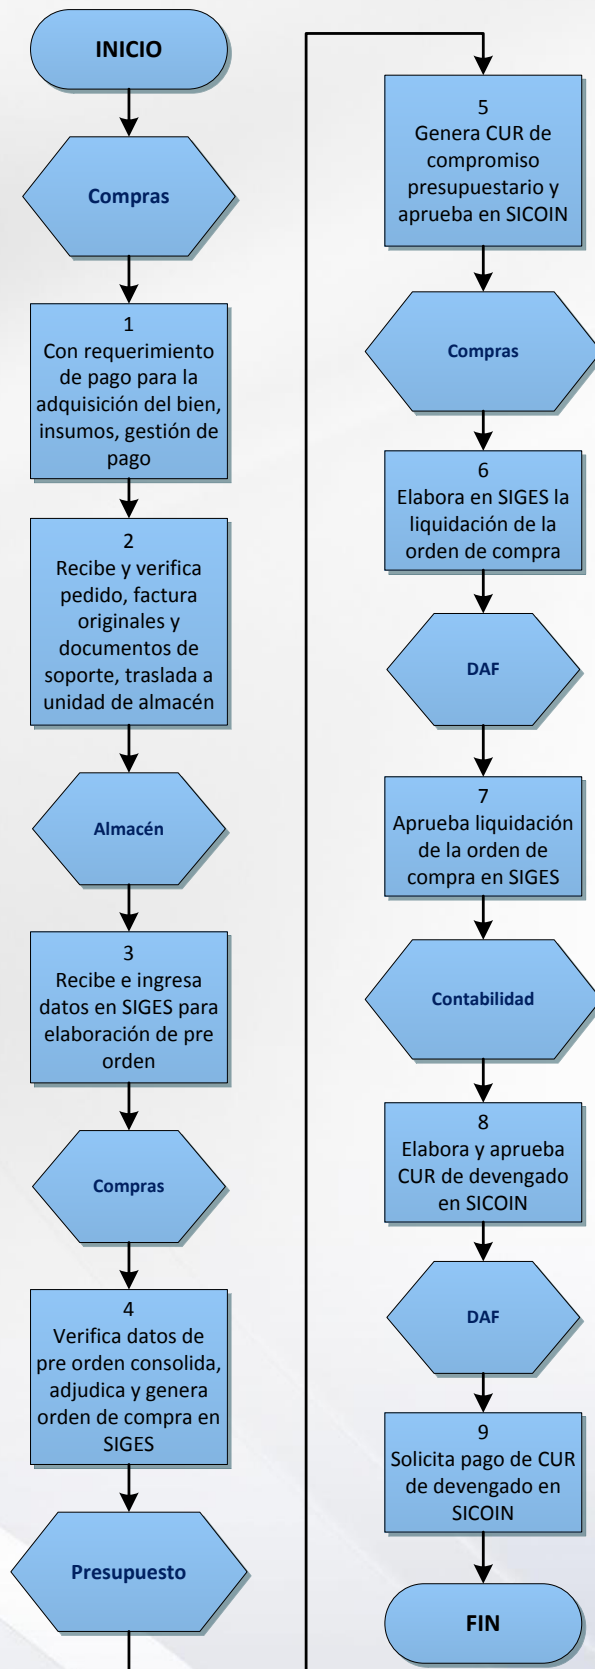 INICIO
Compras
1
Con requerimiento
de pago para la
adquisición del bien,
insumos, gestión de
pago
2
Recibe y verifica
pedido, factura
originales y
documentos de
soporte, traslada a
unidad de almacén
Almacén
3
Recibe e ingresa
datos en SIGES para
elaboración de pre
orden
Compras
4
Verifica datos de
pre orden consolida,
adjudica y genera
orden de compra en
SIGES
Presupuesto
5
Genera CUR de
compromiso
presupuestario y
aprueba en SICOIN
Compras
6
Elabora en SIGES la
liquidación de la
orden de compra
DAF
7
Aprueba liquidación
de la orden de
compra en SIGES
Contabilidad
8
Elabora y aprueba
CUR de devengado
en SICOIN
DAF
9
Solicita pago de CUR
de devengado en
SICOIN
FIN